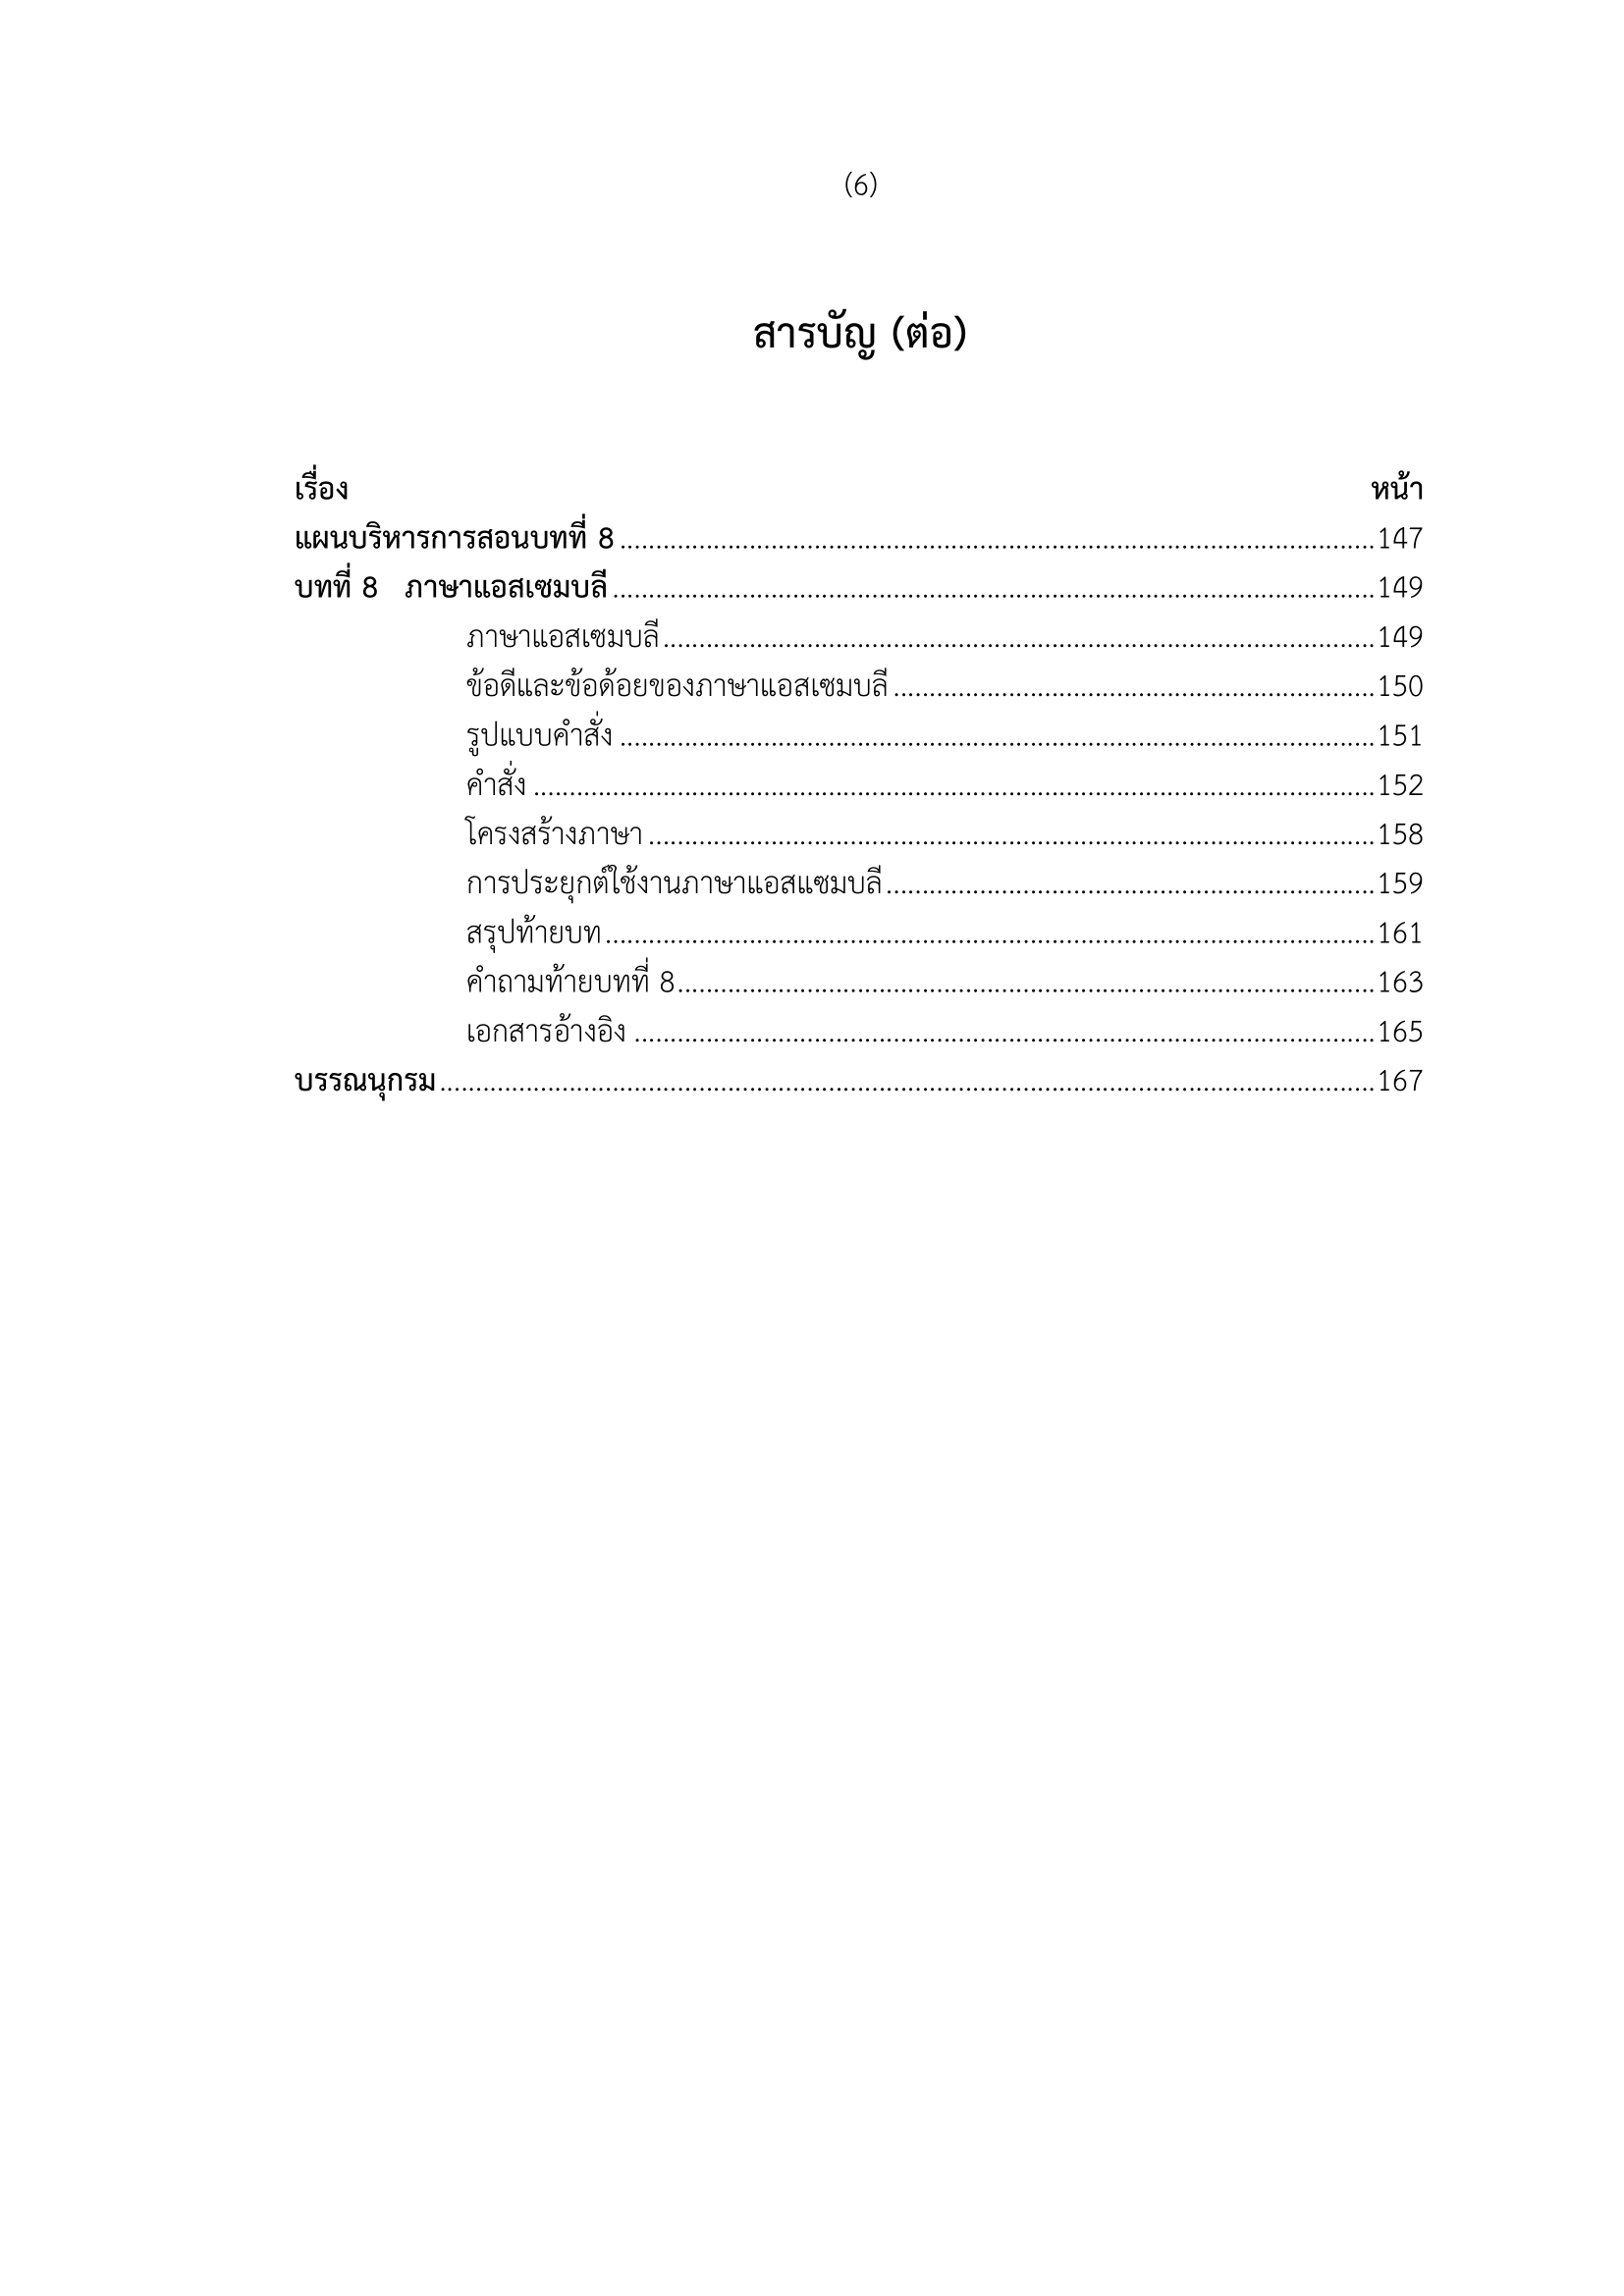 (6)
สารบัญ (ต่อ)
เรื่อง หน้า
แผนบริหารการสอนบทที่ 8 ........ 147
บทที่ 8 ภาษาแอสเซมบลี ........ 149
ภาษาแอสเซมบลี ........ 149
ข้อดีและข้อด้อยของภาษาแอสเซมบลี ........ 150
รูปแบบคำสั่ง ........ 151
คำสั่ง ........ 152
โครงสร้างภาษา ........ 158
การประยุกต์ใช้งานภาษาแอสแซมบลี ........ 159
สรุปท้ายบท ........ 161
คำถามท้ายบทที่ 8 ........ 163
เอกสารอ้างอิง ........ 165
บรรณนุกรม ........ 167